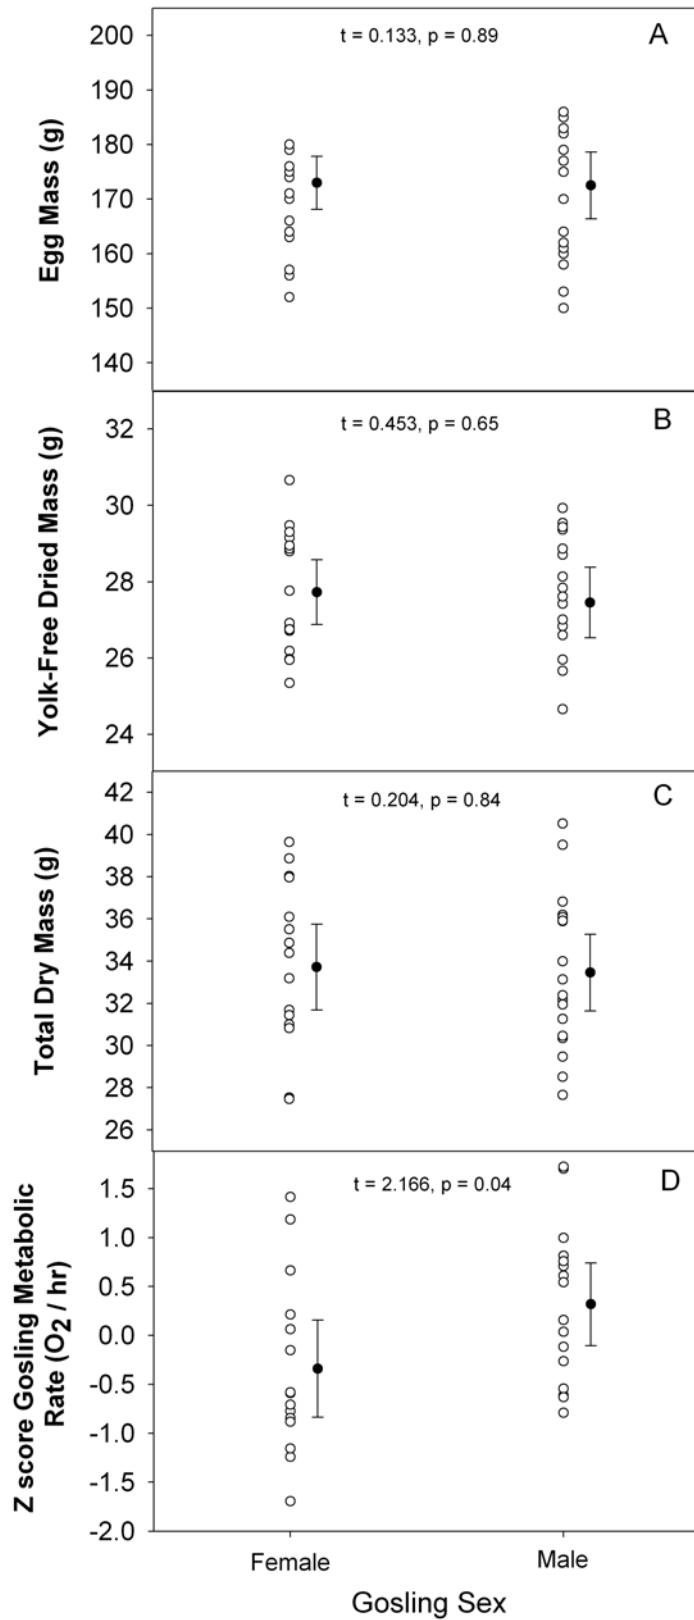 t = 0.133, p = 0.89
A
Egg Mass (g)
200
190
180
170
160
150
140
t = 0.453, p = 0.65
B
Yolk-Free Dried Mass (g)
32
30
28
26
24
t = 0.204, p = 0.84
C
Total Dry Mass (g)
42
40
38
36
34
32
30
28
26
t = 2.166, p = 0.04
D
Z score Gosling Metabolic
Rate (O₂ / hr)
1.5
1.0
0.5
0.0
-0.5
-1.0
-1.5
-2.0
Female
Male
Gosling Sex